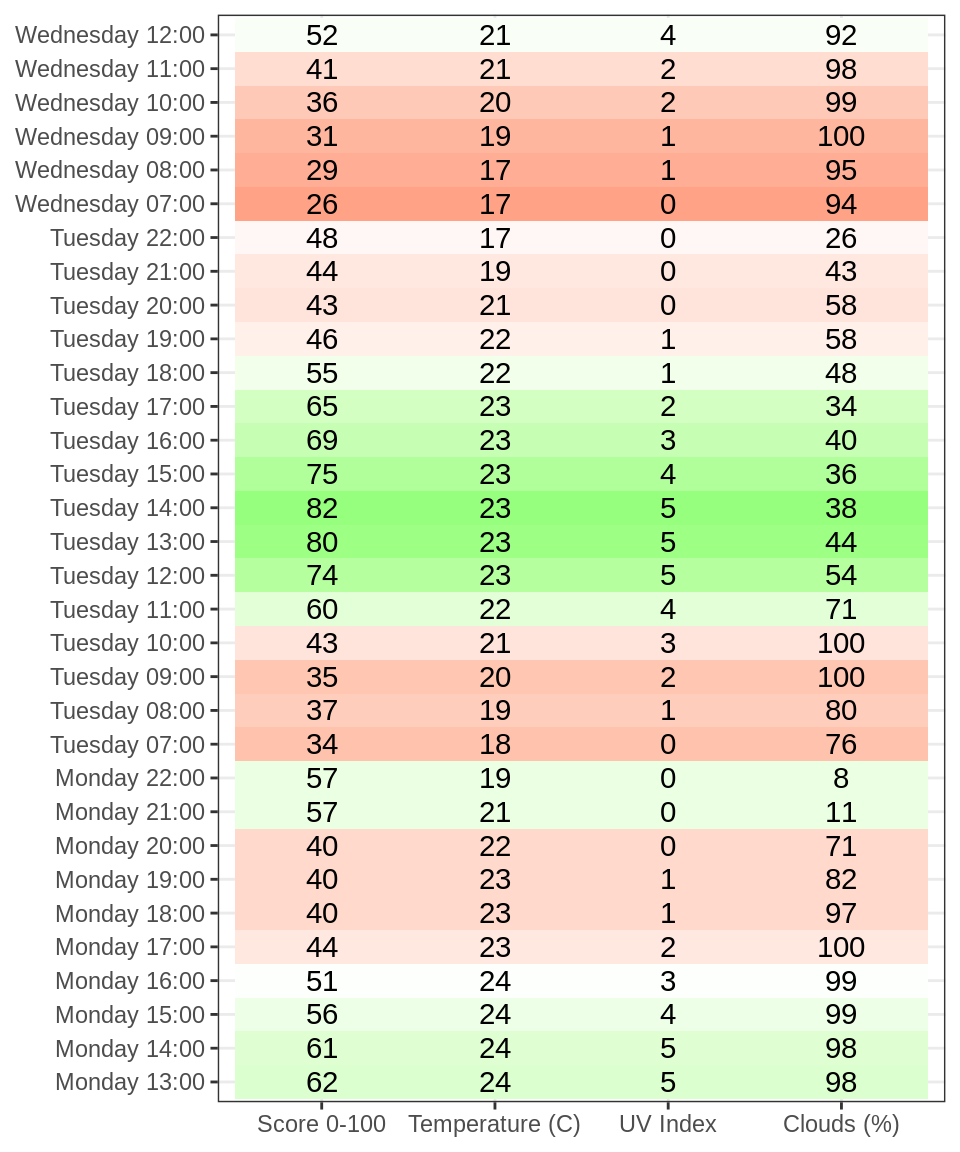 Wednesday 12:00 52 21 4 92
Wednesday 11:00 41 21 2 98
Wednesday 10:00 36 20 2 99
Wednesday 09:00 31 19 1 100
Wednesday 08:00 29 17 1 95
Wednesday 07:00 26 17 0 94
Tuesday 22:00 48 17 0 26
Tuesday 21:00 44 19 0 43
Tuesday 20:00 43 21 0 58
Tuesday 19:00 46 22 1 58
Tuesday 18:00 55 22 1 48
Tuesday 17:00 65 23 2 34
Tuesday 16:00 69 23 3 40
Tuesday 15:00 75 23 4 36
Tuesday 14:00 82 23 5 38
Tuesday 13:00 80 23 5 44
Tuesday 12:00 74 23 5 54
Tuesday 11:00 60 22 4 71
Tuesday 10:00 43 21 3 100
Tuesday 09:00 35 20 2 100
Tuesday 08:00 37 19 1 80
Tuesday 07:00 34 18 0 76
Monday 22:00 57 19 0 8
Monday 21:00 57 21 0 11
Monday 20:00 40 22 0 71
Monday 19:00 40 23 1 82
Monday 18:00 40 23 1 97
Monday 17:00 44 23 2 100
Monday 16:00 51 24 3 99
Monday 15:00 56 24 4 99
Monday 14:00 61 24 5 98
Monday 13:00 62 24 5 98
Score 0-100 Temperature (C) UV Index Clouds (%)